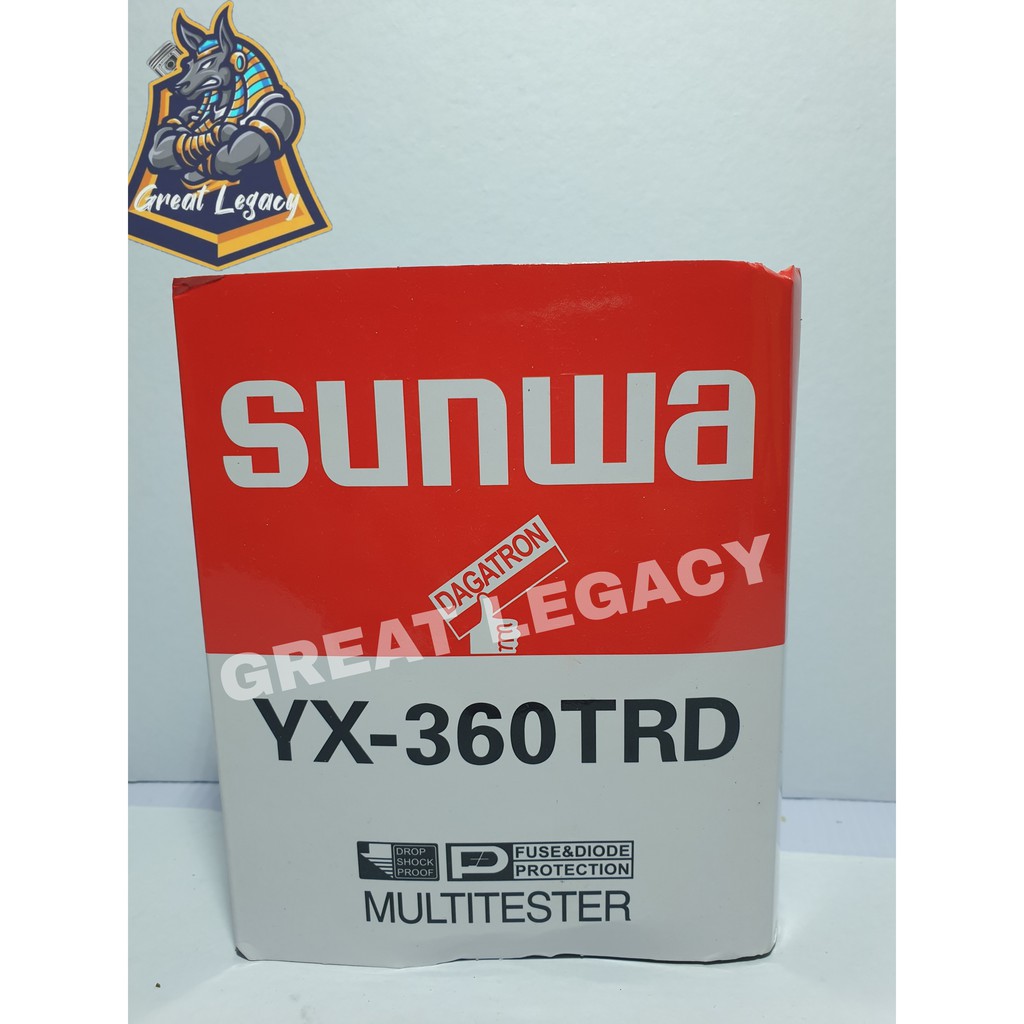 Great Legacy
sunwa
DAGATRON
GREAT LEGACY
YX-360TRD
DROP
SHOCK
PROOF
P
FUSE&DIODE
PROTECTION
MULTITESTER